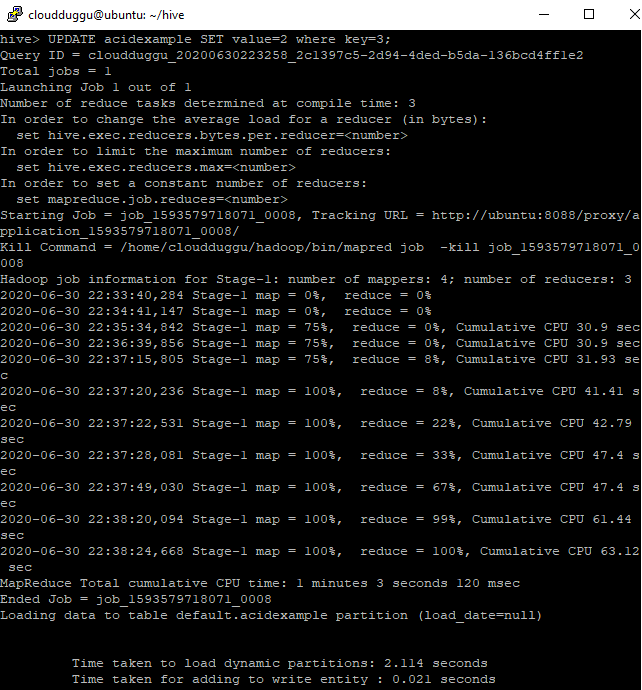 cloudduggu@ubuntu: ~/hive
hive> UPDATE acidexample SET value=2 where key=3;
Query ID = cloudduggu_20200630223258_2c1397c5-2d94-4ded-b5da-136bcd4ff1e2
Total jobs = 1
Launching Job 1 out of 1
Number of reduce tasks determined at compile time: 3
In order to change the average load for a reducer (in bytes):
  set hive.exec.reducers.bytes.per.reducer=<number>
In order to limit the maximum number of reducers:
  set hive.exec.reducers.max=<number>
In order to set a constant number of reducers:
  set mapreduce.job.reduces=<number>
Starting Job = job_1593579718071_0008, Tracking URL = http://ubuntu:8088/proxy/a
pplication_1593579718071_0008/
Kill Command = /home/cloudduggu/hadoop/bin/mapred job  -kill job_1593579718071_0
008
Hadoop job information for Stage-1: number of mappers: 4; number of reducers: 3
2020-06-30 22:33:40,284 Stage-1 map = 0%,  reduce = 0%
2020-06-30 22:34:41,147 Stage-1 map = 0%,  reduce = 0%
2020-06-30 22:35:34,842 Stage-1 map = 75%,  reduce = 0%, Cumulative CPU 30.9 sec
2020-06-30 22:36:39,856 Stage-1 map = 75%,  reduce = 0%, Cumulative CPU 30.9 sec
2020-06-30 22:37:15,805 Stage-1 map = 75%,  reduce = 8%, Cumulative CPU 31.93 se
c
2020-06-30 22:37:20,236 Stage-1 map = 100%,  reduce = 8%, Cumulative CPU 41.41 s
ec
2020-06-30 22:37:22,531 Stage-1 map = 100%,  reduce = 22%, Cumulative CPU 42.79
sec
2020-06-30 22:37:28,081 Stage-1 map = 100%,  reduce = 33%, Cumulative CPU 47.4 s
ec
2020-06-30 22:37:49,030 Stage-1 map = 100%,  reduce = 67%, Cumulative CPU 47.4 s
ec
2020-06-30 22:38:20,094 Stage-1 map = 100%,  reduce = 99%, Cumulative CPU 61.44
sec
2020-06-30 22:38:24,668 Stage-1 map = 100%,  reduce = 100%, Cumulative CPU 63.12
 sec
MapReduce Total cumulative CPU time: 1 minutes 3 seconds 120 msec
Ended Job = job_1593579718071_0008
Loading data to table default.acidexample partition (load_date=null)
Time taken to load dynamic partitions: 2.114 seconds
Time taken for adding to write entity : 0.021 seconds